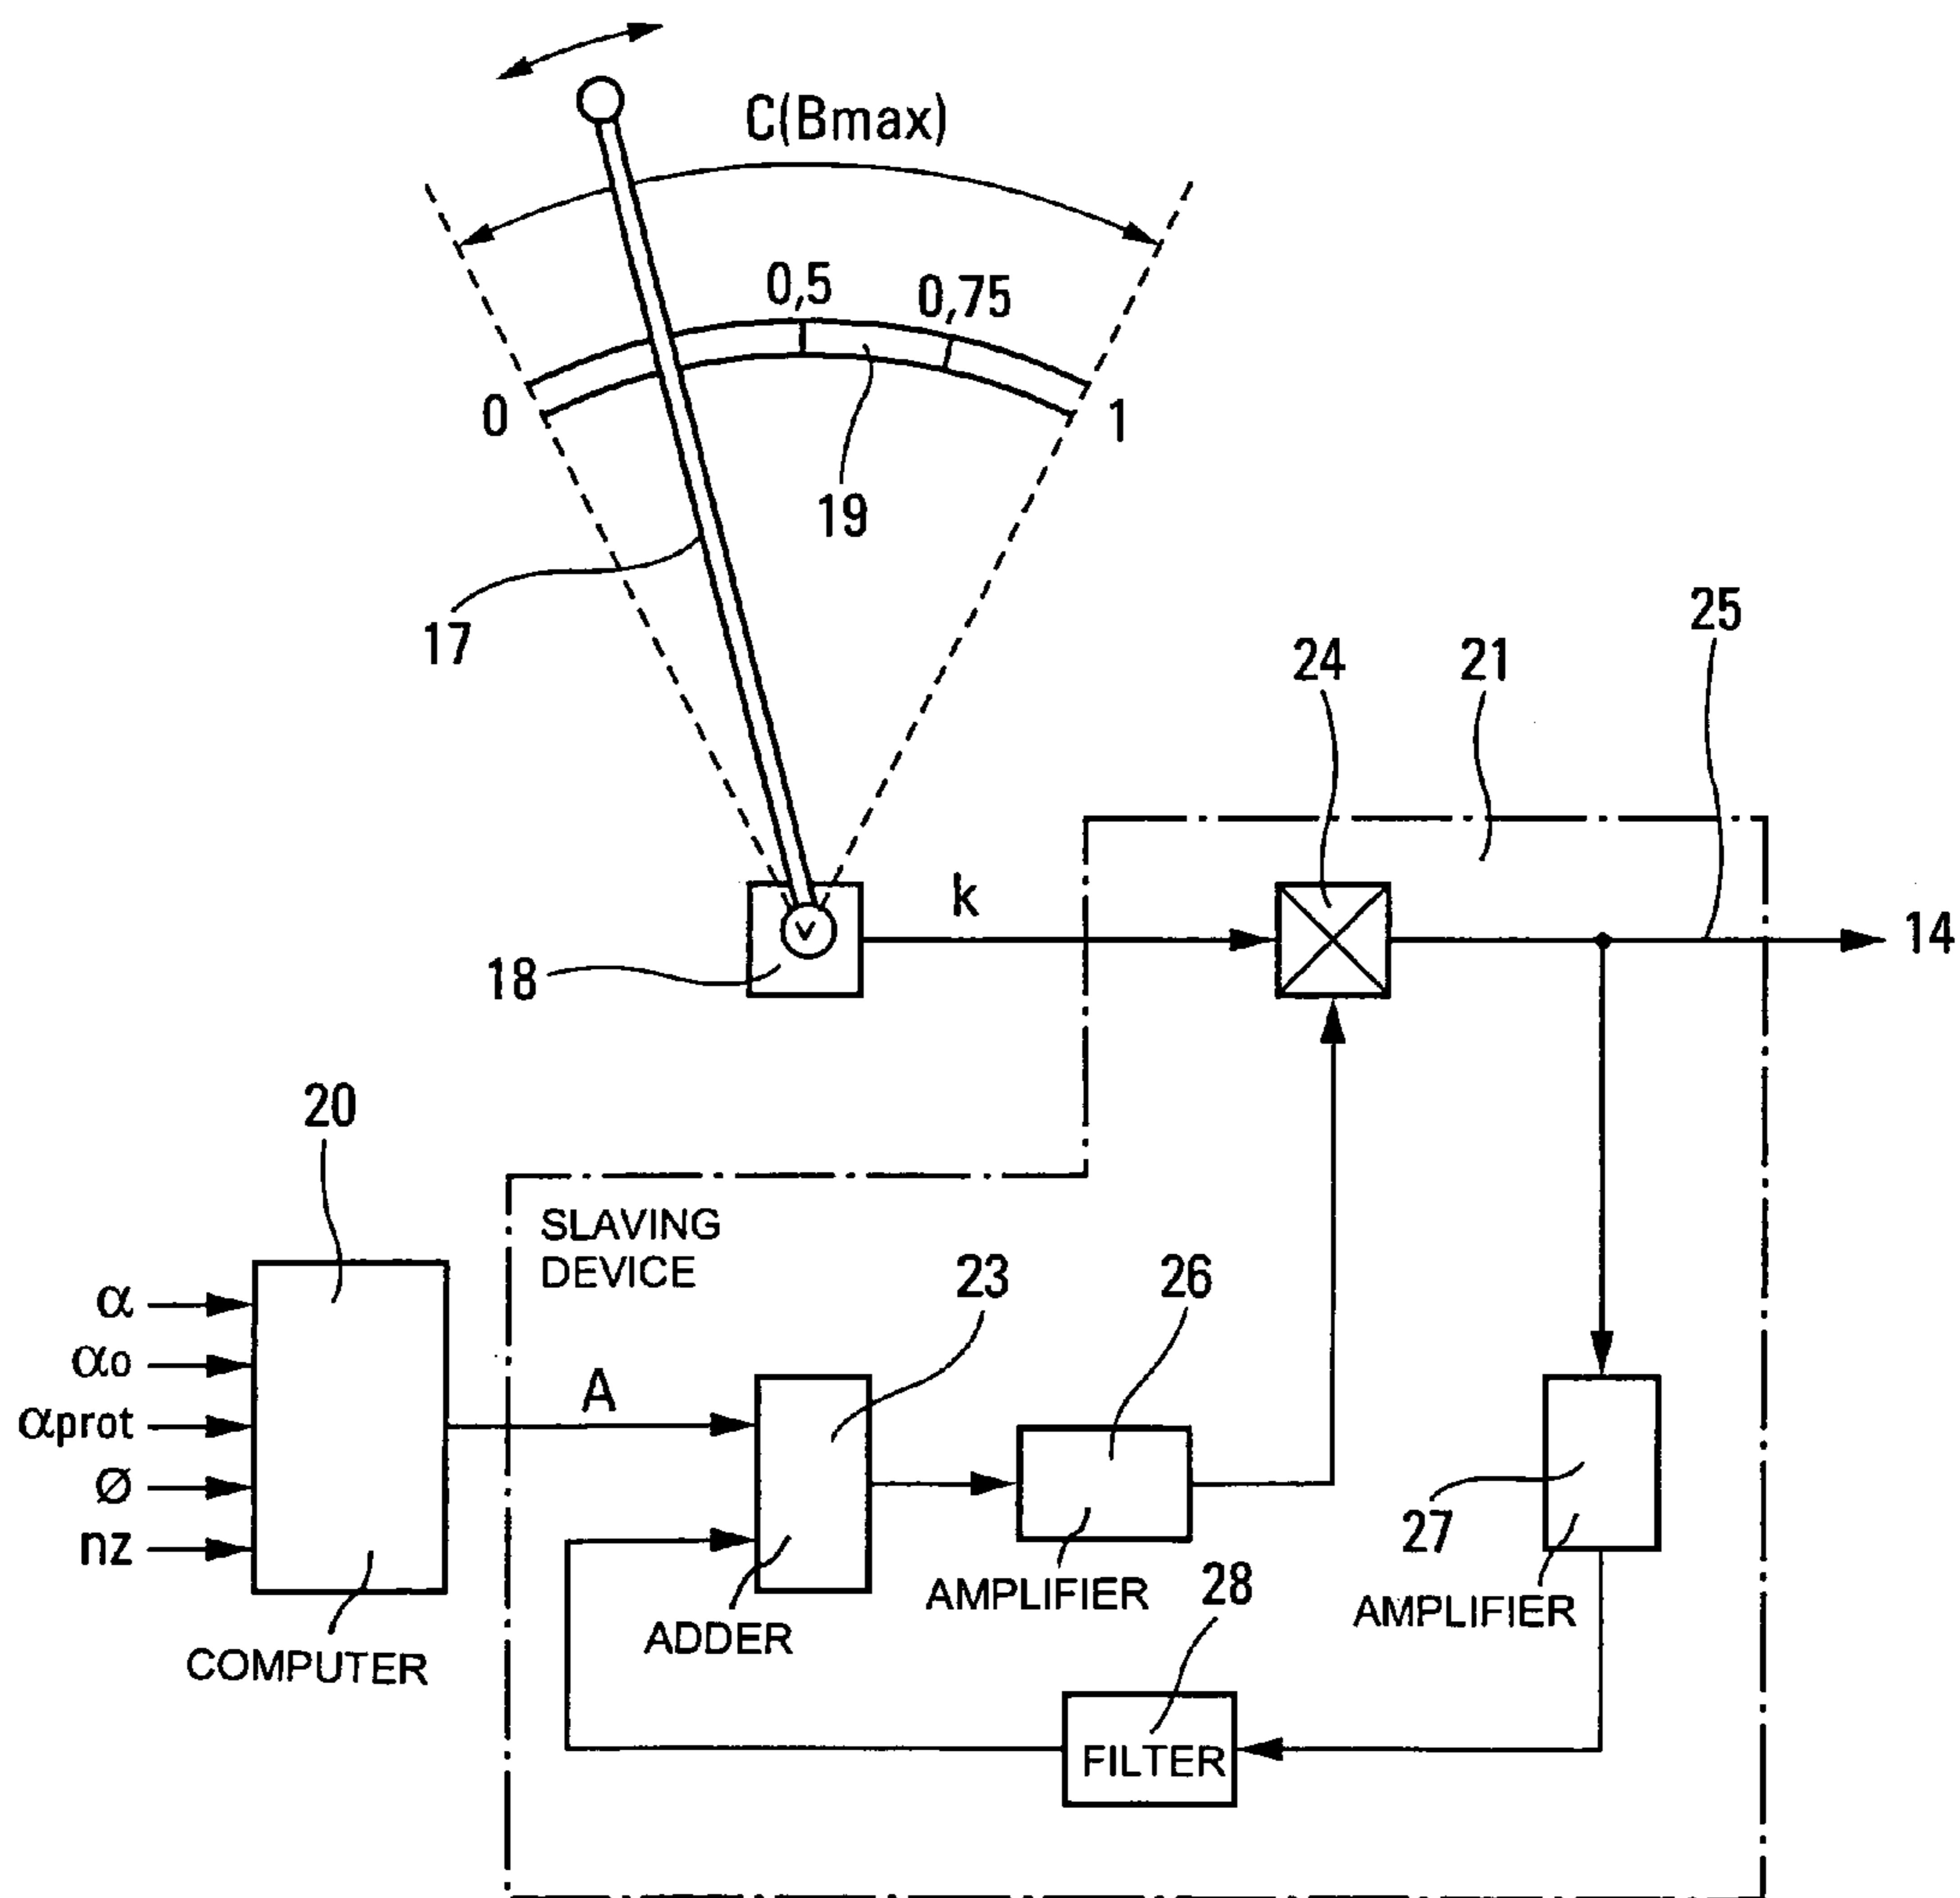 C(Bmax)
0,5
0,75
0
1
19
17
25
24
21
k
14
18
20
SLAVING
DEVICE
23
26
α
αo
A
αprot
Ø
27
nz
28
AMPLIFIER
AMPLIFIER
ADDER
COMPUTER
FILTER